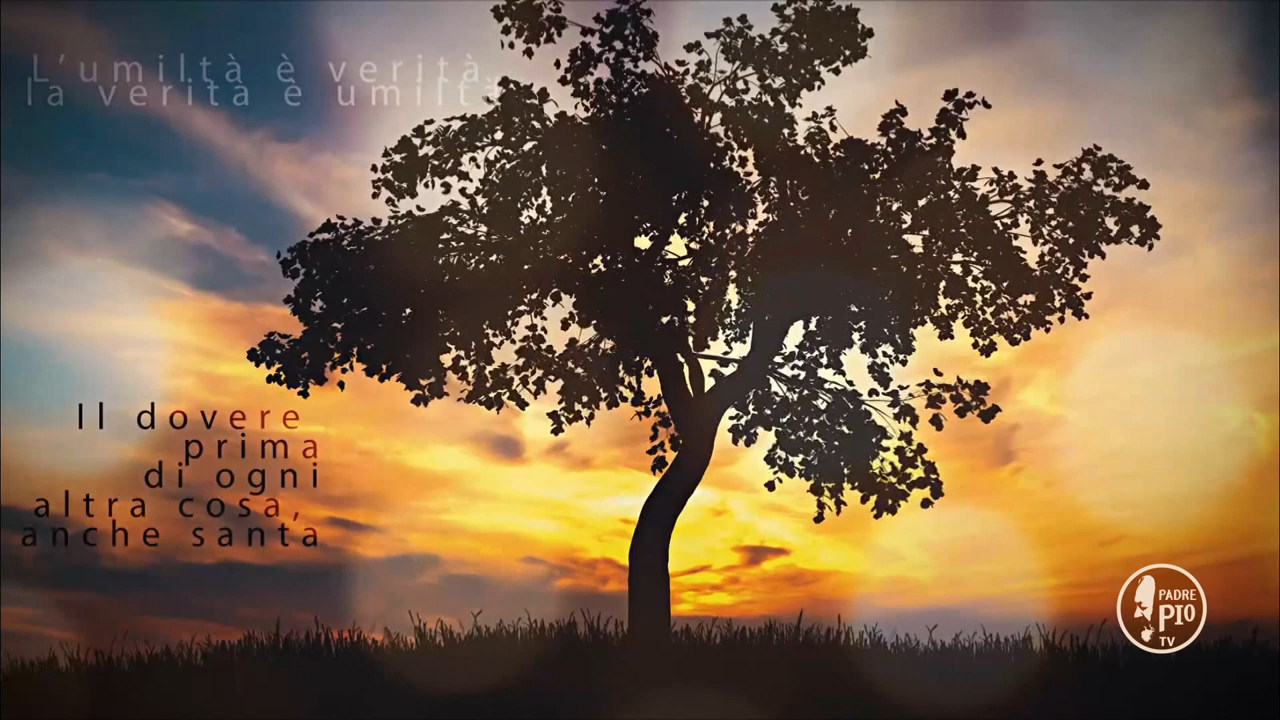 L'umiltà è verità,
la verità è umiltà
Il dovere
prima
di ogni
altra cosa,
anche santa
PADRE
PIO
TV